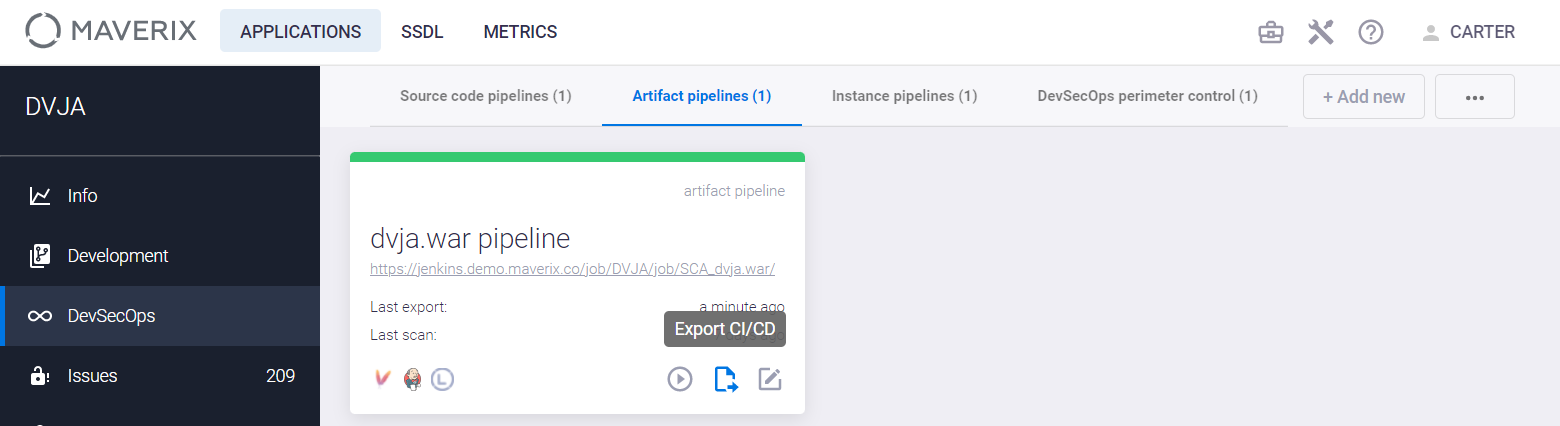 MAVERIX APPLICATIONS SSDL METRICS CARTER
DVJA
Source code pipelines (1) Artifact pipelines (1) Instance pipelines (1) DevSecOps perimeter control (1) + Add new ...
Info
Development
DevSecOps
Issues 209
artifact pipeline
dvja.war pipeline
https://jenkins.demo.maverix.co/job/DVJA/job/SCA_dvja.war/
Last export: a minute ago
Export CI/CD
Last scan: days ago
L